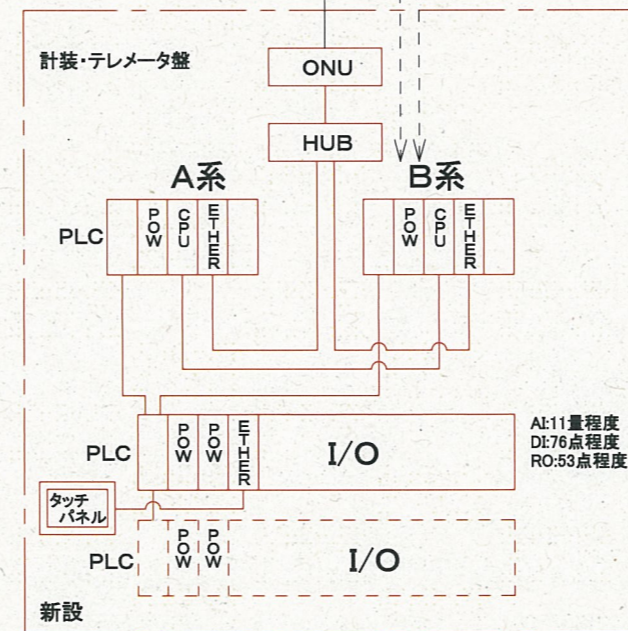 計装・テレメータ盤
ONU
HUB
A系
B系
PLC
POW
CPU
ETHER
POW
CPU
ETHER
PLC
POW
POW
ETHER
I/O
AI:11量程度
DI:76点程度
RO:53点程度
タッチ
パネル
PLC
POW
POW
I/O
新設